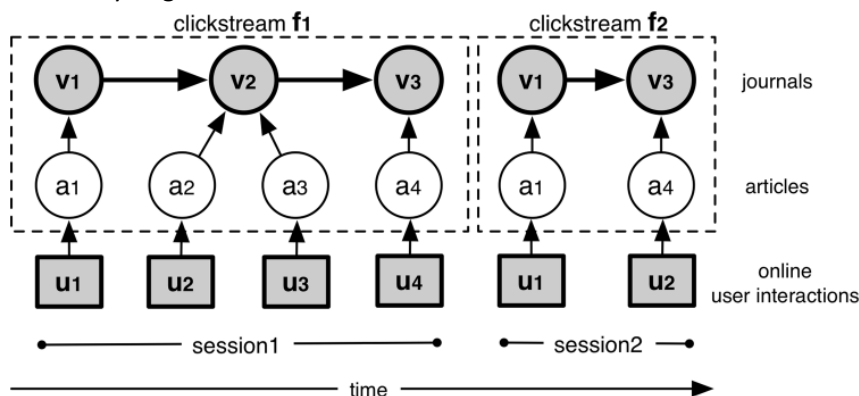 clickstream f1 clickstream f2
v1 v2 v3 v1 v3 journals
a1 a2 a3 a4 a1 a4 articles
u1 u2 u3 u4 u1 u2 online
user interactions
session1 session2
time